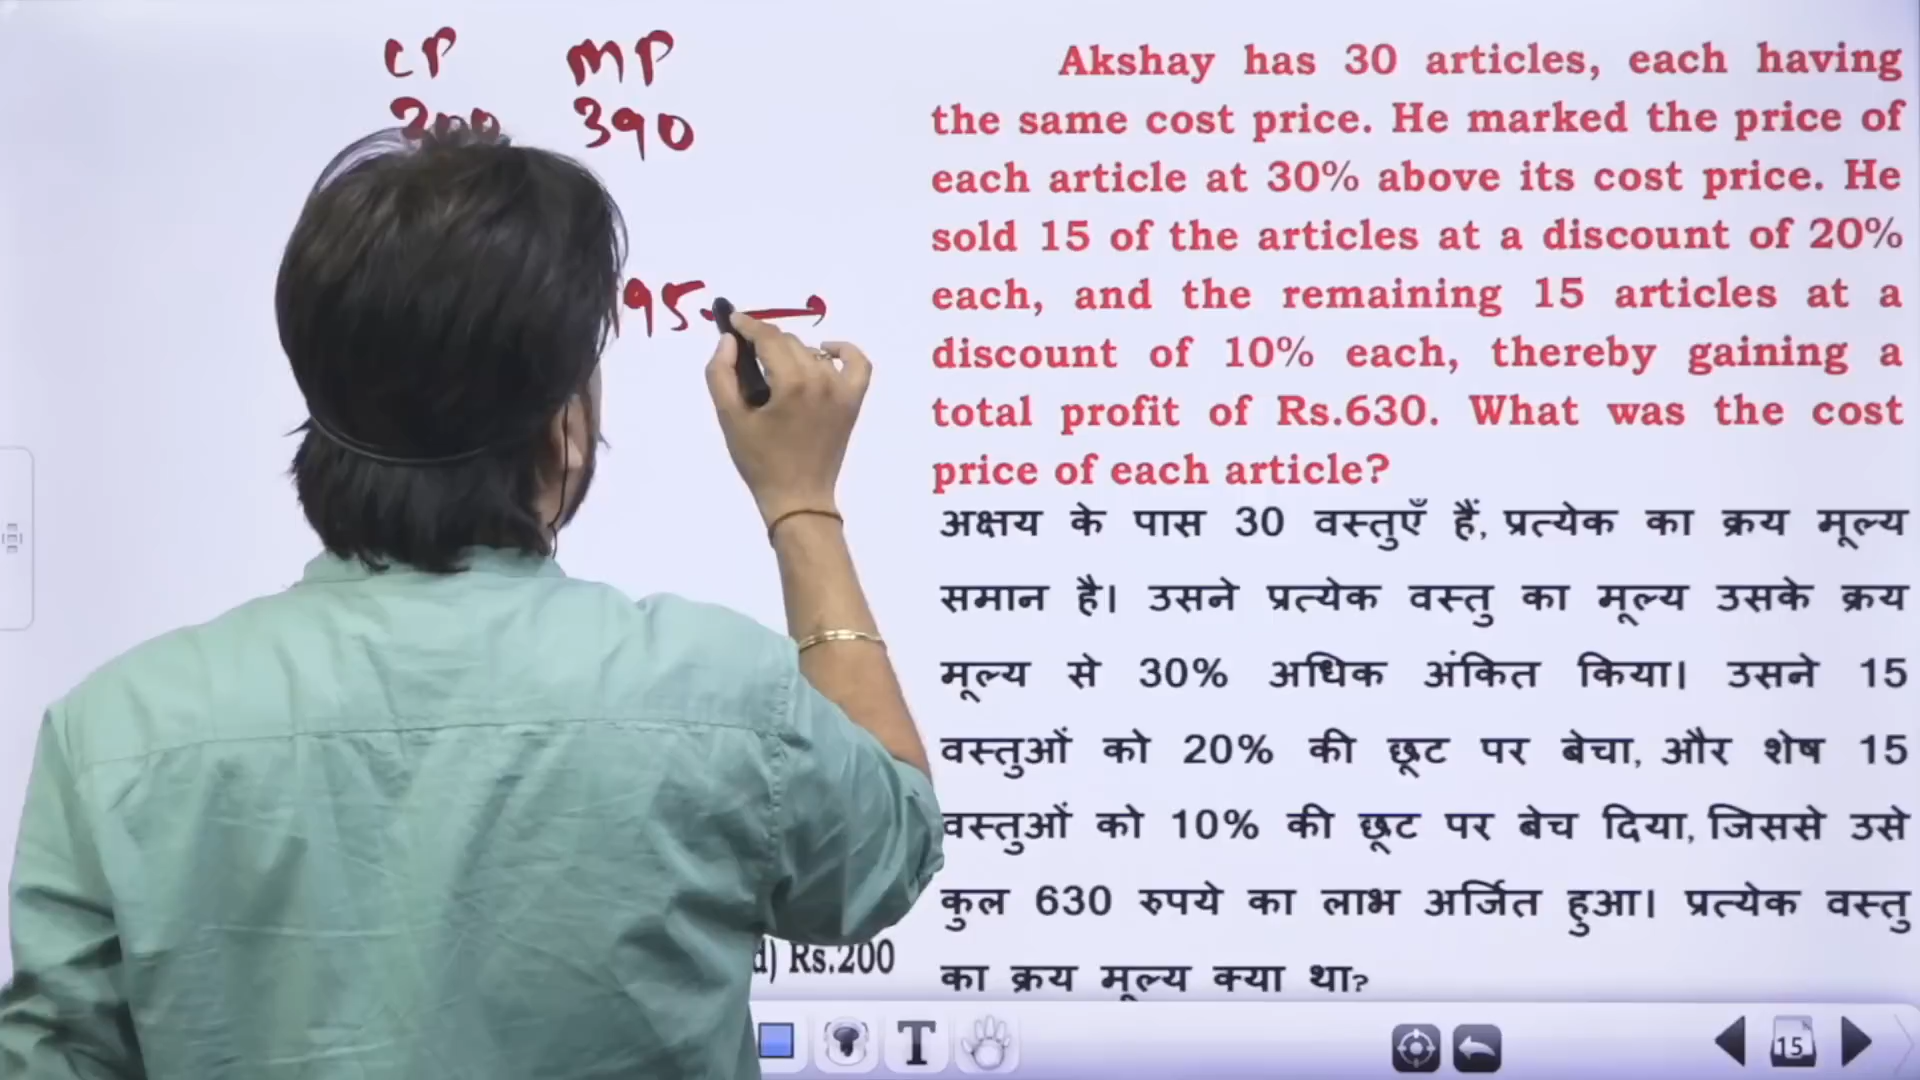 CP MP
200 390
195
Akshay has 30 articles, each having
the same cost price. He marked the price of
each article at 30% above its cost price. He
sold 15 of the articles at a discount of 20%
each, and the remaining 15 articles at a
discount of 10% each, thereby gaining a
total profit of Rs.630. What was the cost
price of each article?
अक्षय के पास 30 वस्तुएँ हैं, प्रत्येक का क्रय मूल्य
समान है। उसने प्रत्येक वस्तु का मूल्य उसके क्रय
मूल्य से 30% अधिक अंकित किया। उसने 15
वस्तुओं को 20% की छूट पर बेचा, और शेष 15
वस्तुओं को 10% की छूट पर बेच दिया, जिससे उसे
कुल 630 रुपये का लाभ अर्जित हुआ। प्रत्येक वस्तु
का क्रय मूल्य क्या था?
d) Rs.200
T
15